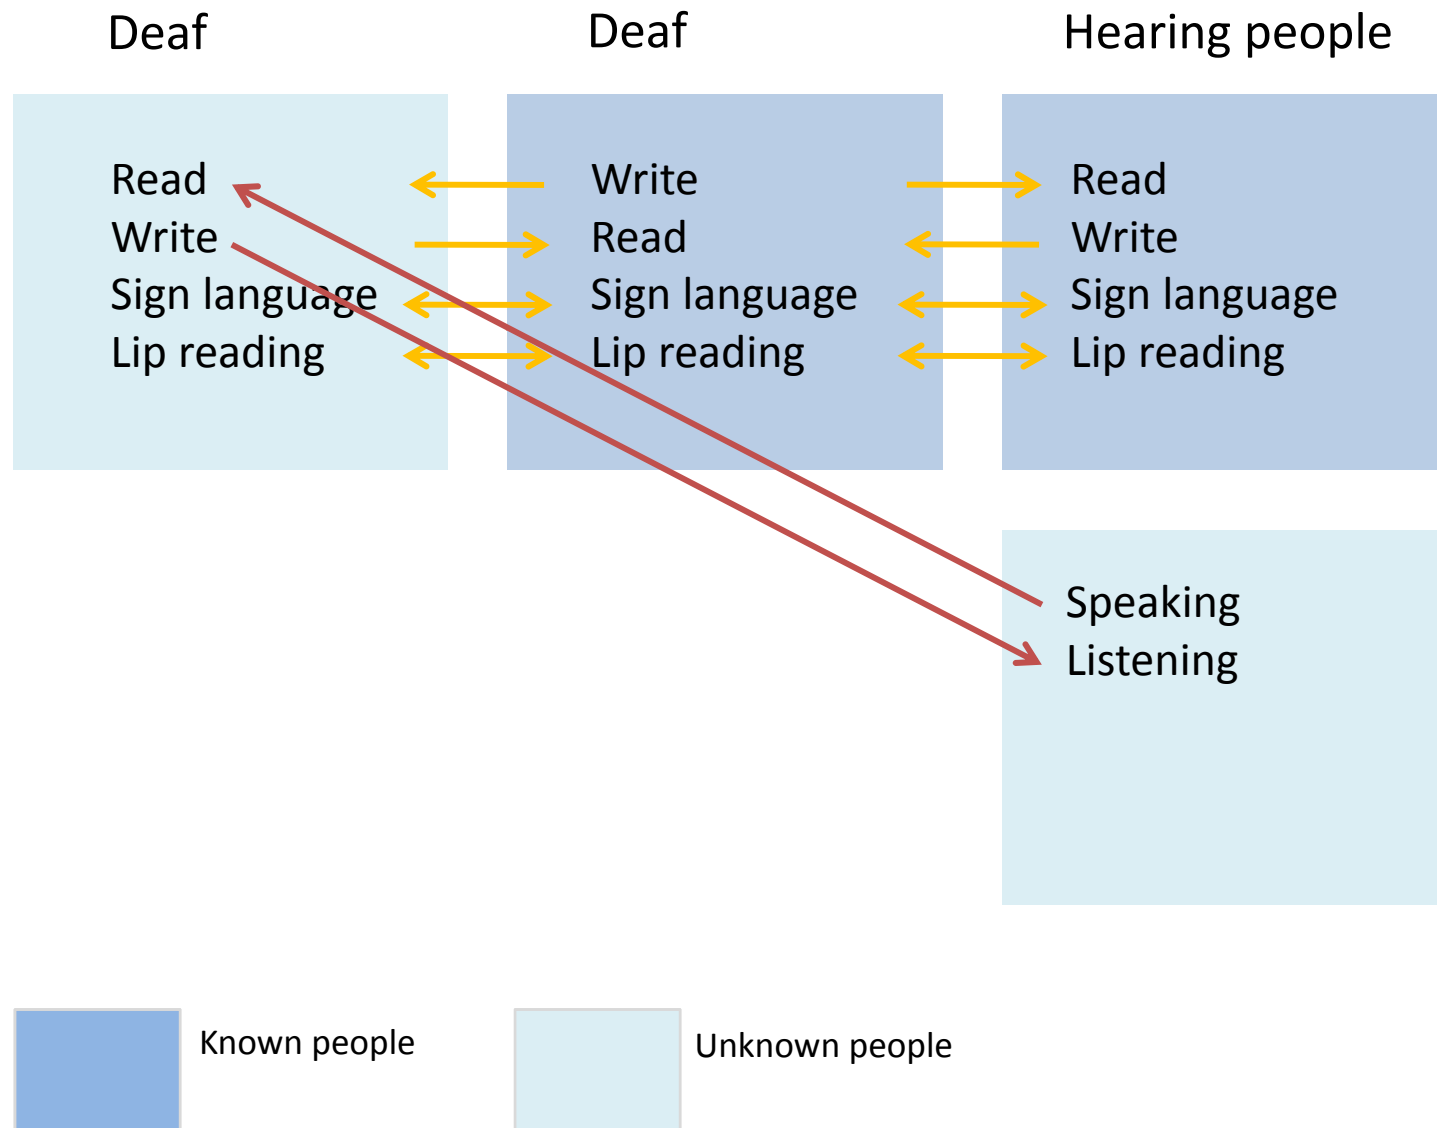 Deaf
Deaf
Hearing people
Read
Write
Sign language
Lip reading
Write
Read
Sign language
Lip reading
Read
Write
Sign language
Lip reading
Speaking
Listening
Known people
Unknown people